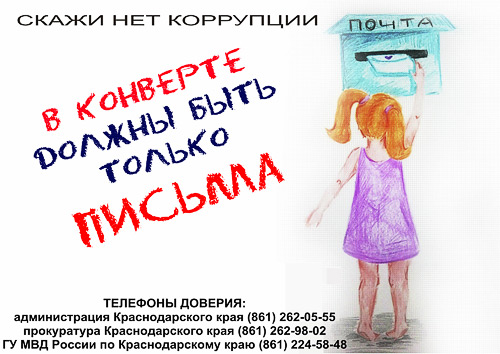 СКАЖИ НЕТ КОРРУПЦИИ
ПОЧТА
В КОНВЕРТЕ
ДОЛЖНЫ БЫТЬ
ТОЛЬКО
ПИСЬМА
ТЕЛЕФОНЫ ДОВЕРИЯ:
администрация Краснодарского края (861) 262-05-55
прокуратура Краснодарского края (861) 262-98-02
ГУ МВД России по Краснодарскому краю (861) 224-58-48